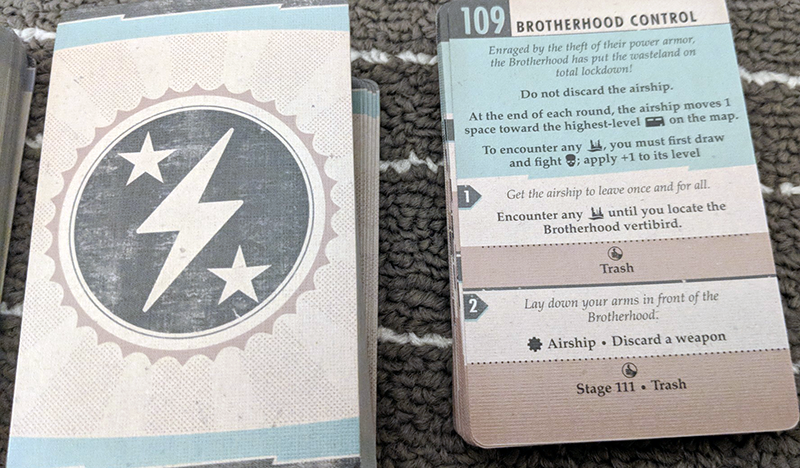 109 BROTHERHOOD CONTROL
Enraged by the theft of their power armor,
the Brotherhood has put the wasteland on
total lockdown!
Do not discard the airship.
At the end of each round, the airship moves 1
space toward the highest-level on the map.
To encounter any , you must first draw
and fight ; apply +1 to its level
1 Get the airship to leave once and for all.
Encounter any until you locate the
Brotherhood vertibird.
Trash
2 Lay down your arms in front of the
Brotherhood.
Airship • Discard a weapon
Stage 111 • Trash